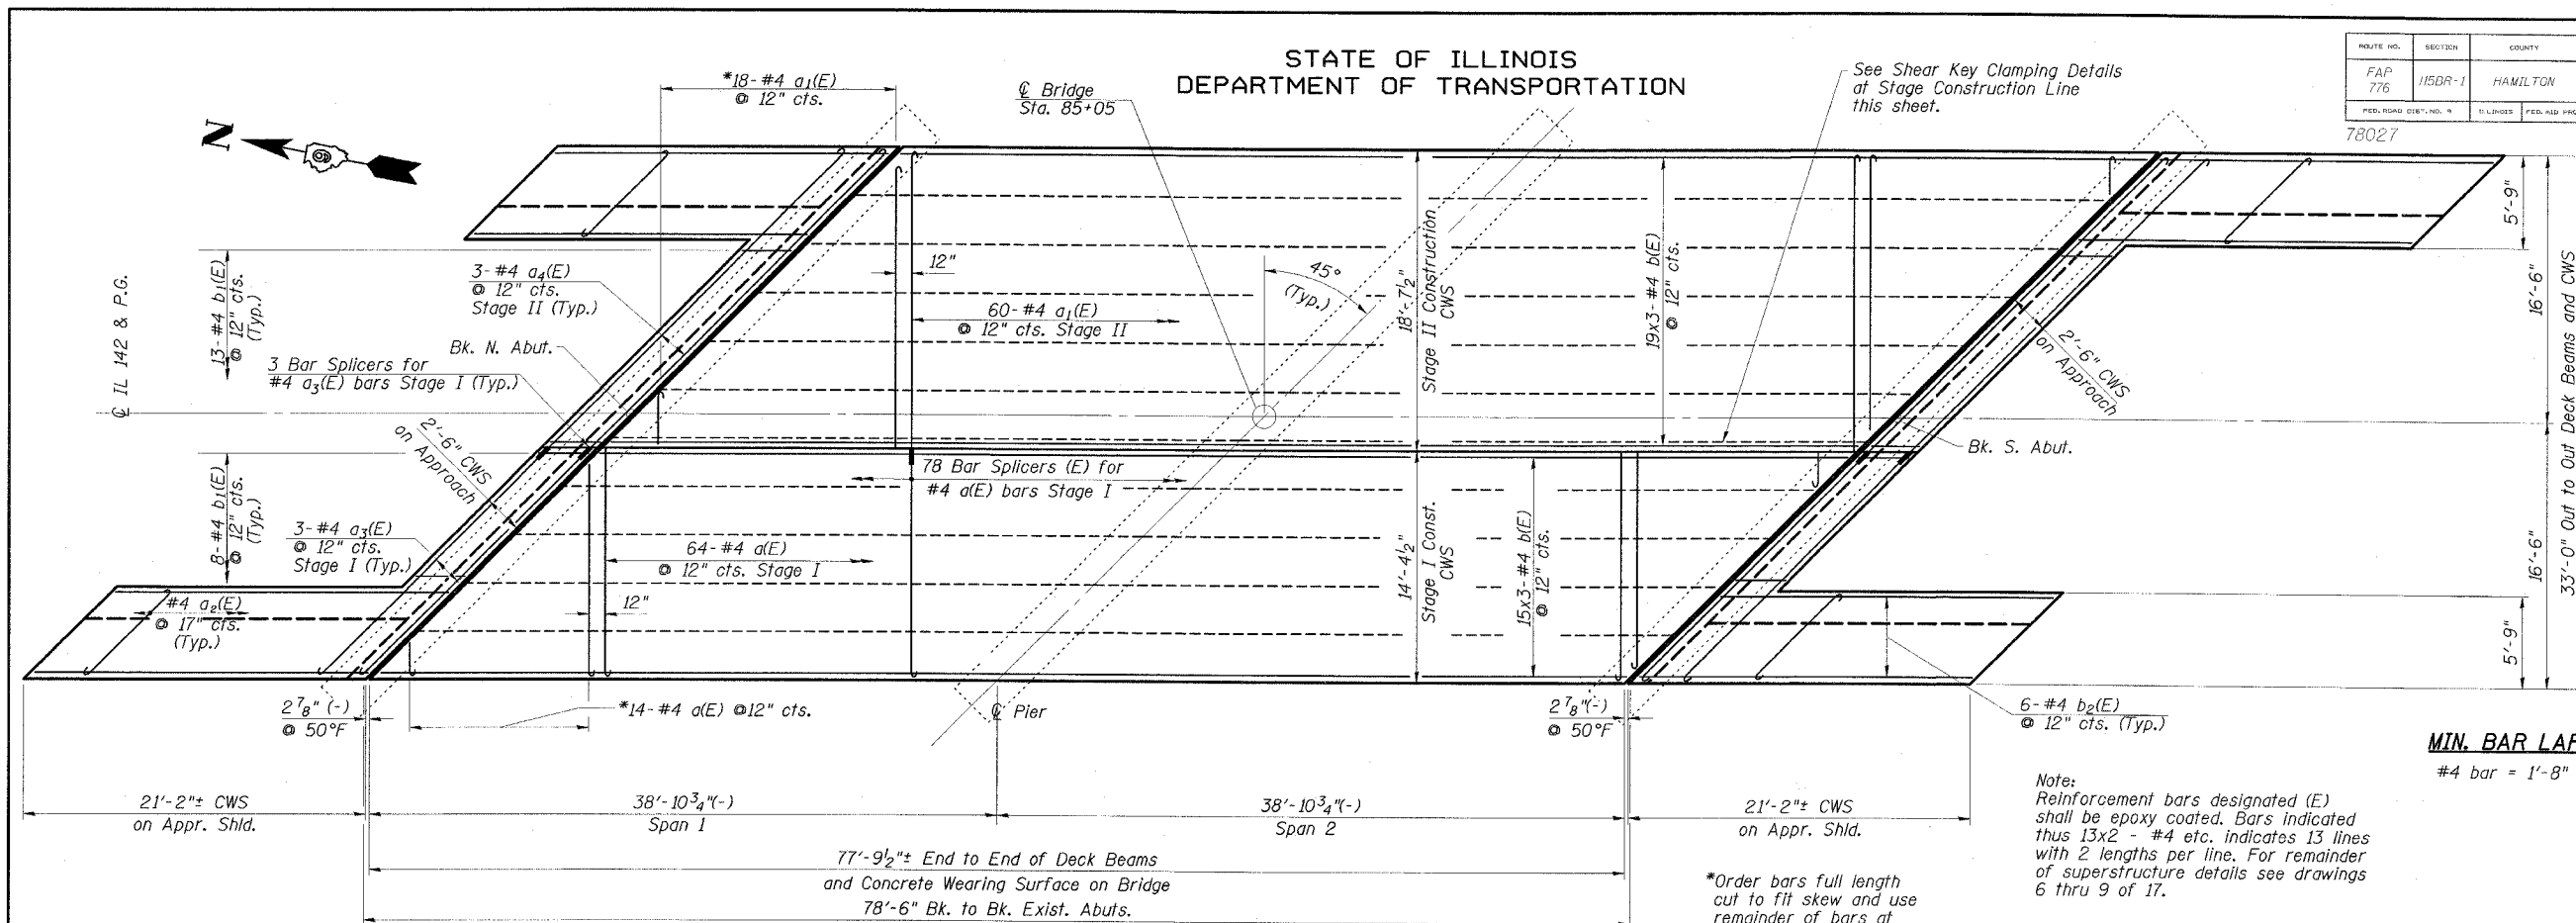 STATE OF ILLINOIS
DEPARTMENT OF TRANSPORTATION
ROUTE NO.
SECTION
COUNTY
FAP
776
115BR-1
HAMILTON
FED. ROAD DIST. NO. 9
ILLINOIS
FED. AID
78027
N
*18-#4 a1(E)
@ 12" cts.
℄ Bridge
Sta. 85+05
See Shear Key Clamping Details
at Stage Construction Line
this sheet.
℄ IL 142 & P.G.
13-#4 b1(E)
@ 12" cts.
(Typ.)
3-#4 a4(E)
@ 12" cts.
Stage II (Typ.)
Bk. N. Abut.
3 Bar Splicers for
#4 a3(E) bars Stage I (Typ.)
12"
60-#4 a1(E)
@ 12" cts. Stage II
45°
(Typ.)
18'-7½"
Stage II Construction
CWS
19x3-#4 b(E)
@ 12" cts.
2'-6" CWS
on Approach
Bk. S. Abut.
5'-9"
16'-6"
16'-6"
5'-9"
33'-0" Out to Out Deck Beams and CWS
2'-6" CWS
on Approach
8-#4 b1(E)
@ 12" cts.
(Typ.)
3-#4 a3(E)
@ 12" cts.
Stage I (Typ.)
78 Bar Splicers (E) for
#4 a(E) bars Stage I
64-#4 a(E)
@ 12" cts. Stage I
12"
14'-4½"
Stage I Const.
CWS
15x3-#4 b(E)
@ 12" cts.
#4 a2(E)
@ 17" cts.
(Typ.)
2⅞" (-)
@ 50°F
*14-#4 a(E) @12" cts.
℄ Pier
2⅞"(-)
@ 50°F
6-#4 b2(E)
@ 12" cts. (Typ.)
MIN. BAR
#4 bar = 1'-8"
21'-2"± CWS
on Appr. Shld.
38'-10¾"(-)
Span 1
38'-10¾"(-)
Span 2
21'-2"± CWS
on Appr. Shld.
77'-9½"± End to End of Deck Beams
and Concrete Wearing Surface on Bridge
78'-6" Bk. to Bk. Exist. Abuts.
*Order bars full length
cut to fit skew and use
remainder of bars at
Note:
Reinforcement bars designated (E)
shall be epoxy coated. Bars indicated
thus 13x2 - #4 etc. indicates 13 lines
with 2 lengths per line. For remainder
of superstructure details see drawings
6 thru 9 of 17.